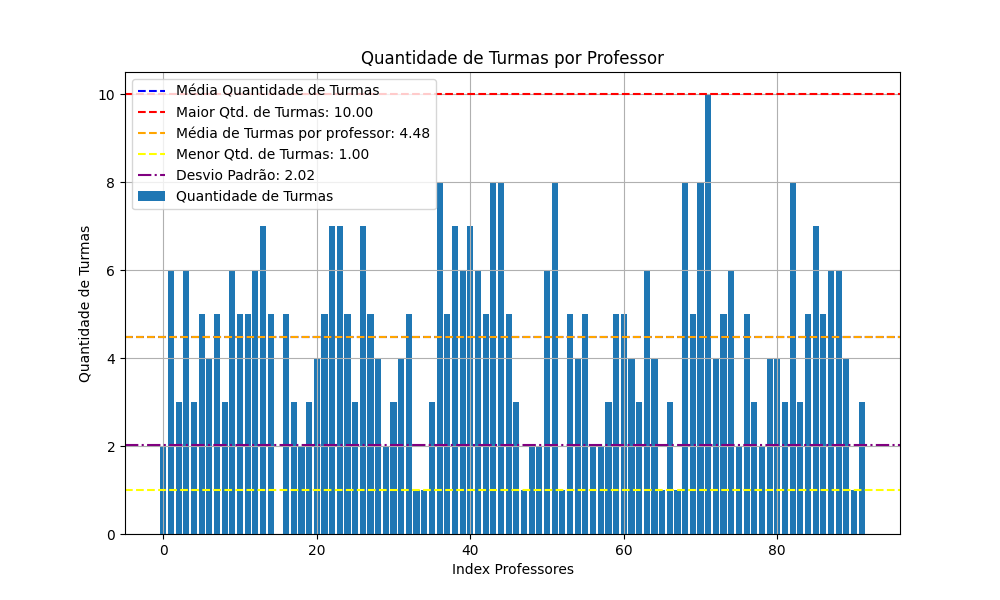 Quantidade de Turmas por Professor
Média Quantidade de Turmas
Maior Qtd. de Turmas: 10.00
Média de Turmas por professor: 4.48
Menor Qtd. de Turmas: 1.00
Desvio Padrão: 2.02
Quantidade de Turmas
Quantidade de Turmas
10
8
6
4
2
0
0 20 40 60 80
Index Professores